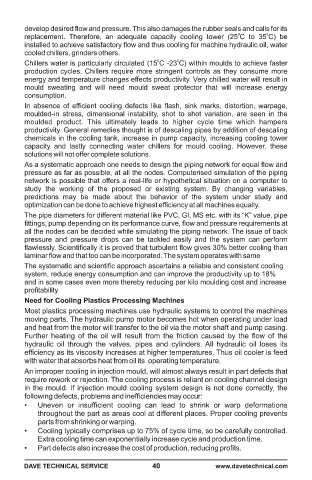 develop desired flow and pressure. This also damages the rubber seals and calls for its
replacement. Therefore, an adequate capacity cooling tower (25°C to 35°C) be
installed to achieve satisfactory flow and thus cooling for machine hydraulic oil, water
cooled chillers, grinders others.
Chillers water is particularly circulated (15°C -23°C) within moulds to achieve faster
production cycles. Chillers require more stringent controls as they consume more
energy and temperature changes effects productivity. Very chilled water will result in
mould sweating and will need mould sweat protector that will increase energy
consumption.
In absence of efficient cooling defects like flash, sink marks, distortion, warpage,
moulded-in stress, dimensional instability, shot to shot variation, are seen in the
moulded product. This ultimately leads to higher cycle time which hampers
productivity. General remedies thought is of descaling pipes by addition of descaling
chemicals in the cooling tank, increase in pump capacity, increasing cooling tower
capacity and lastly connecting water chillers for mould cooling. However, these
solutions will not offer complete solutions.
As a systematic approach one needs to design the piping network for equal flow and
pressure as far as possible, at all the nodes. Computerised simulation of the piping
network is possible that offers a real-life or hypothetical situation on a computer to
study the working of the proposed or existing system. By changing variables,
predictions may be made about the behavior of the system under study and
optimization can be done to achieve highest efficiency at all machines equally.
The pipe diameters for different material like PVC, GI, MS etc. with its "K" value, pipe
fittings, pump depending on its performance curve, flow and pressure requirements at
all the nodes can be decided while simulating the piping network. The issue of back
pressure and pressure drops can be tackled easily and the system can perform
flawlessly. Scientifically it is proved that turbulent flow gives 30% better cooling than
laminar flow and that too can be incorporated. The system operates with same
The systematic and scientific approach ascertains a reliable and consistent cooling
system, reduce energy consumption and can improve the productivity up to 18%
and in some cases even more thereby reducing per kilo moulding cost and increase
profitability
Need for Cooling Plastics Processing Machines
Most plastics processing machines use hydraulic systems to control the machines
moving parts. The hydraulic pump motor becomes hot when operating under load
and heat from the motor will transfer to the oil via the motor shaft and pump casing.
Further heating of the oil will result from the friction caused by the flow of the
hydraulic oil through the valves, pipes and cylinders. All hydraulic oil loses its
efficiency as its viscosity increases at higher temperatures. Thus oil cooler is feed
with water that absorbs heat from oil its operating temperature.
An improper cooling in injection mould, will almost always result in part defects that
require rework or rejection. The cooling process is reliant on cooling channel design
in the mould. If injection mould cooling system design is not done correctly, the
following defects, problems and inefficiencies may occur:
• Uneven or insufficient cooling can lead to shrink or warp deformations
throughout the part as areas cool at different places. Proper cooling prevents
parts from shrinking or warping.
• Cooling typically comprises up to 75% of cycle time, so be carefully controlled.
Extra cooling time can exponentially increase cycle and production time.
• Part defects also increase the cost of production, reducing profits.
DAVE TECHNICAL SERVICE 40 www.davetechnical.com